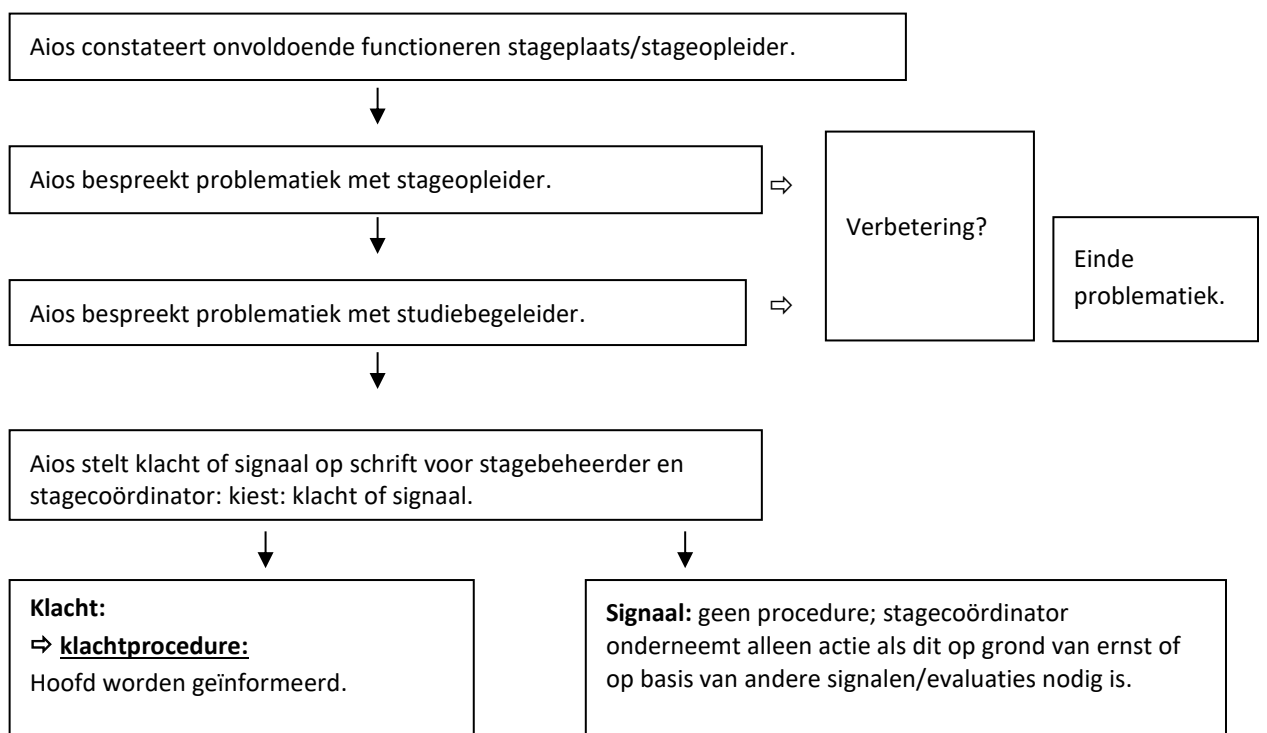 Aios constateert onvoldoende functioneren stageplaats/stageopleider.
Aios bespreekt problematiek met stageopleider.
Verbetering?
Einde
problematiek.
Aios bespreekt problematiek met studiebegeleider.
Aios stelt klacht of signaal op schrift voor stagebeheerder en
stagecoördinator: kiest: klacht of signaal.
Klacht:
⇨ klachtprocedure:
Hoofd worden geïnformeerd.
Signaal: geen procedure; stagecoördinator
onderneemt alleen actie als dit op grond van ernst of
op basis van andere signalen/evaluaties nodig is.